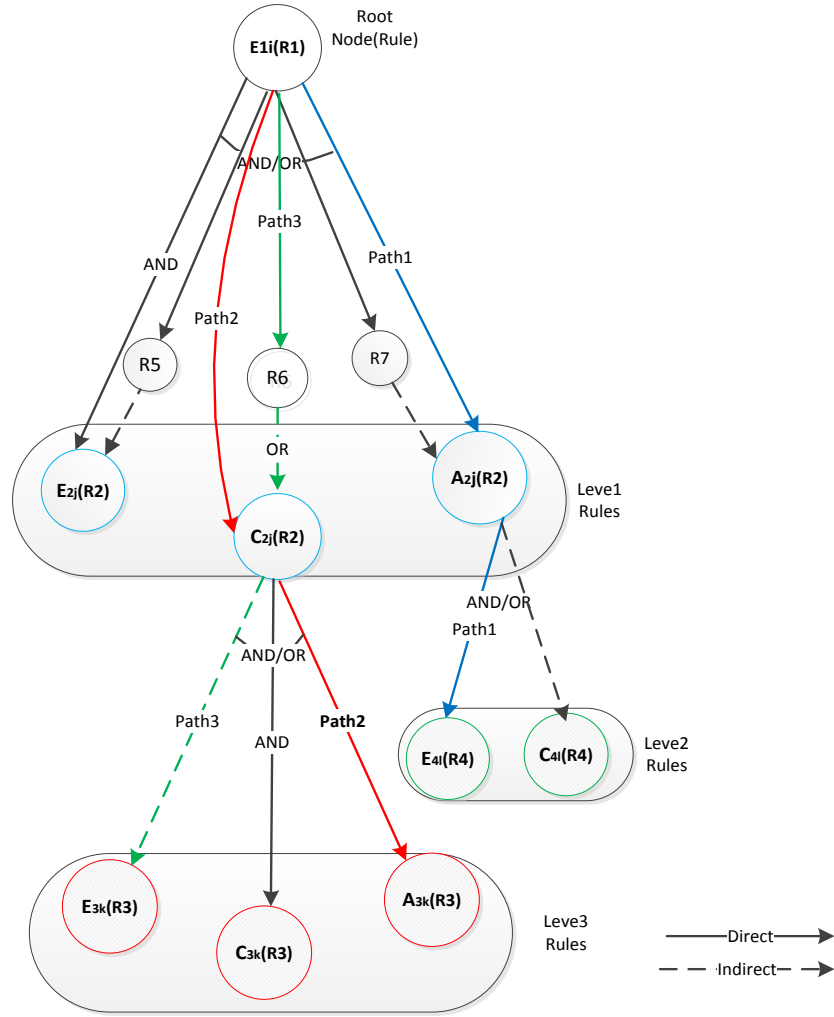 Root
Node(Rule)
E1i(R1)
AND/OR
Path3
Path1
AND
Path2
R5
R6
R7
OR
E2j(R2)
A2j(R2)
C2j(R2)
Leve1
Rules
AND/OR
Path1
AND/OR
Path3
Path2
AND
E4l(R4)
C4l(R4)
Leve2
Rules
E3k(R3)
A3k(R3)
C3k(R3)
Leve3
Rules
Direct
Indirect